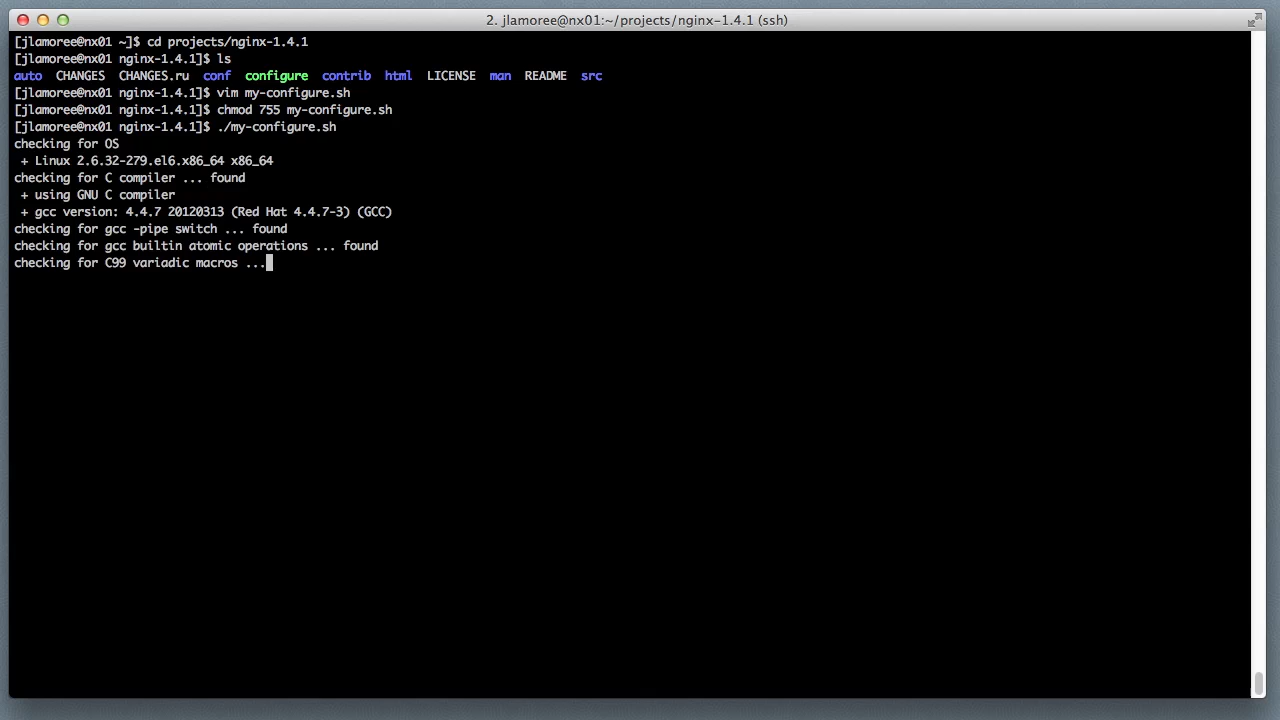 2. jlamoree@nx01:~/projects/nginx-1.4.1 (ssh)
[jlamoree@nx01 ~]$ cd projects/nginx-1.4.1
[jlamoree@nx01 nginx-1.4.1]$ ls
auto CHANGES CHANGES.ru conf configure contrib html LICENSE man README src
[jlamoree@nx01 nginx-1.4.1]$ vim my-configure.sh
[jlamoree@nx01 nginx-1.4.1]$ chmod 755 my-configure.sh
[jlamoree@nx01 nginx-1.4.1]$ ./my-configure.sh
checking for OS
 + Linux 2.6.32-279.el6.x86_64 x86_64
checking for C compiler ... found
 + using GNU C compiler
 + gcc version: 4.4.7 20120313 (Red Hat 4.4.7-3) (GCC)
checking for gcc -pipe switch ... found
checking for gcc builtin atomic operations ... found
checking for C99 variadic macros ...